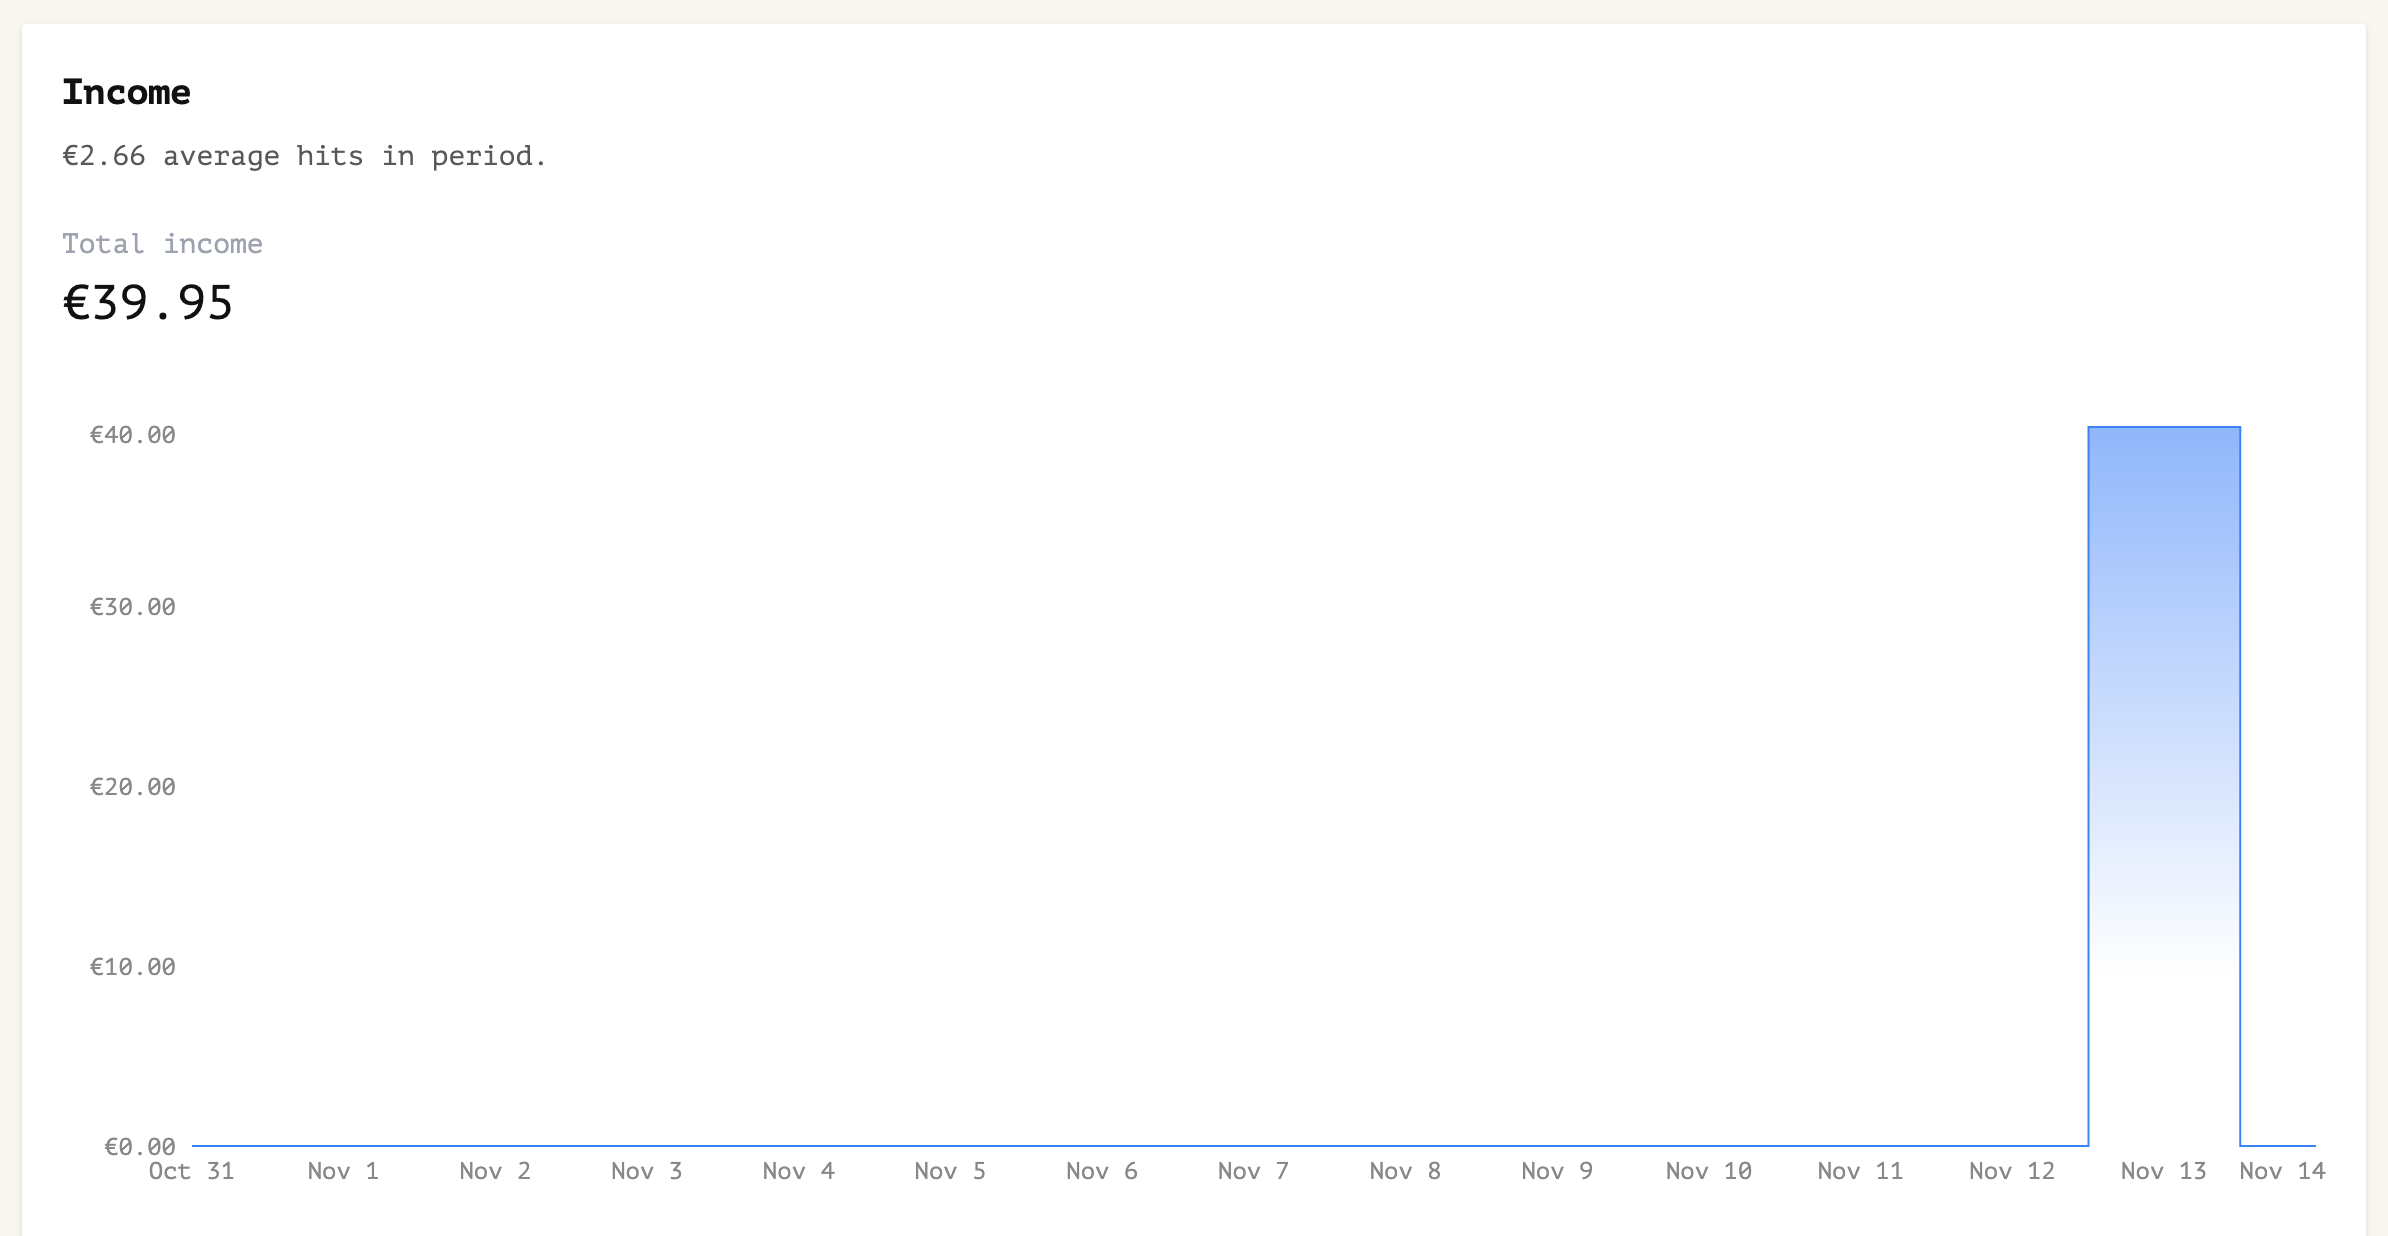 Income
€2.66 average hits in period.
Total income
€39.95
€40.00
€30.00
€20.00
€10.00
€0.00
Oct 31 Nov 1 Nov 2 Nov 3 Nov 4 Nov 5 Nov 6 Nov 7 Nov 8 Nov 9 Nov 10 Nov 11 Nov 12 Nov 13 Nov 14